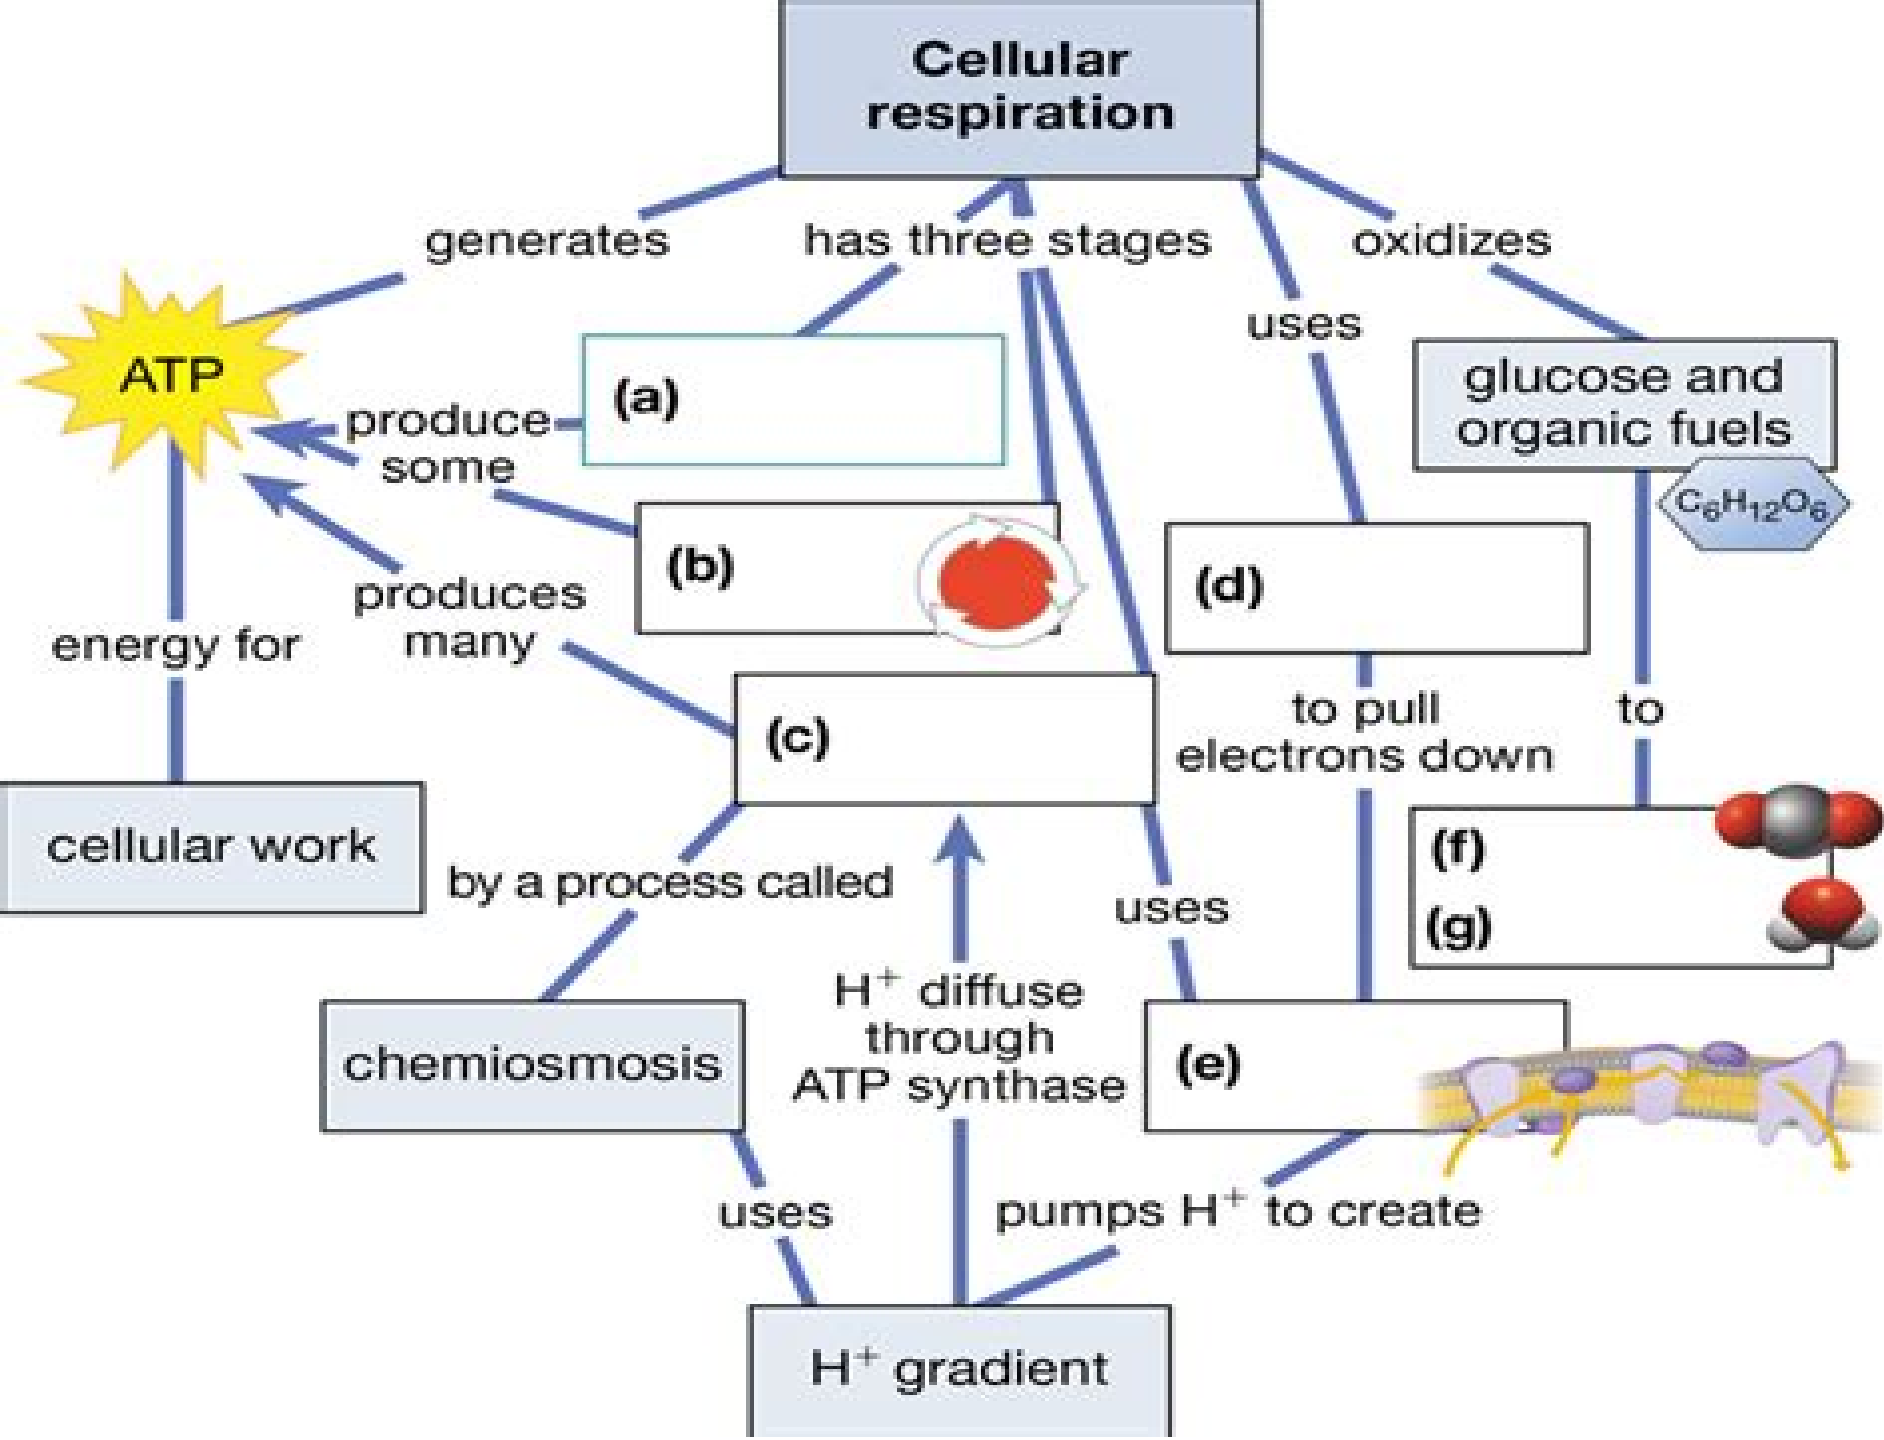 Cellular
respiration
generates
has three stages
oxidizes
uses
ATP
(a)
glucose and
organic fuels
C₆H₁₂O₆
produce
some
(b)
(d)
produces
many
energy for
(c)
to pull
electrons down
to
cellular work
by a process called
(f)
(g)
uses
H⁺ diffuse
through
ATP synthase
chemiosmosis
(e)
uses
pumps H⁺ to create
H⁺ gradient